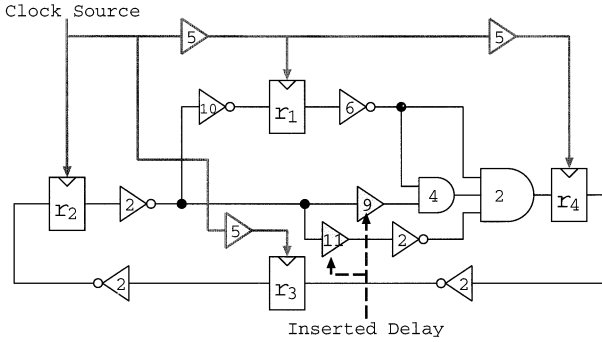 Clock Source
5 5
10 r1 6
r2 2 9 4 2 r4
5 11 2
2 r3 2
Inserted Delay